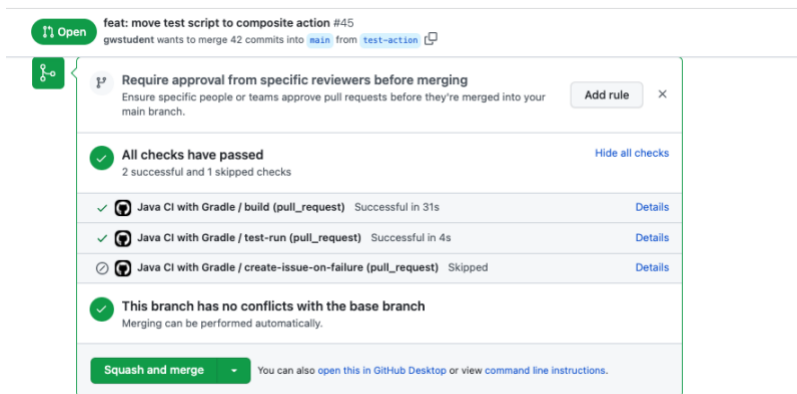 Open
feat: move test script to composite action #45
gwstudent wants to merge 42 commits into main from test-action
Require approval from specific reviewers before merging
Ensure specific people or teams approve pull requests before they're merged into your
main branch.
Add rule
All checks have passed
Hide all checks
2 successful and 1 skipped checks
Java CI with Gradle / build (pull_request) Successful in 31s Details
Java CI with Gradle / test-run (pull_request) Successful in 4s Details
Java CI with Gradle / create-issue-on-failure (pull_request) Skipped Details
This branch has no conflicts with the base branch
Merging can be performed automatically.
Squash and merge You can also open this in GitHub Desktop or view command line instructions.